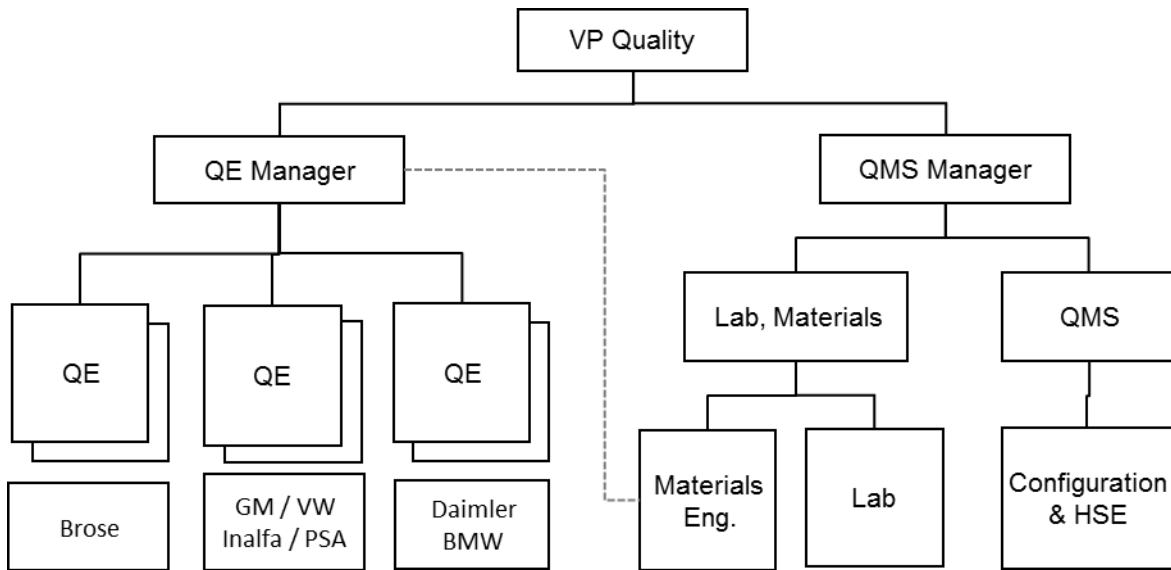 VP Quality
QE Manager
QMS Manager
Lab, Materials
QMS
QE
QE
QE
Materials
Eng.
Lab
Configuration
& HSE
Brose
GM / VW
Inalfa / PSA
Daimler
BMW